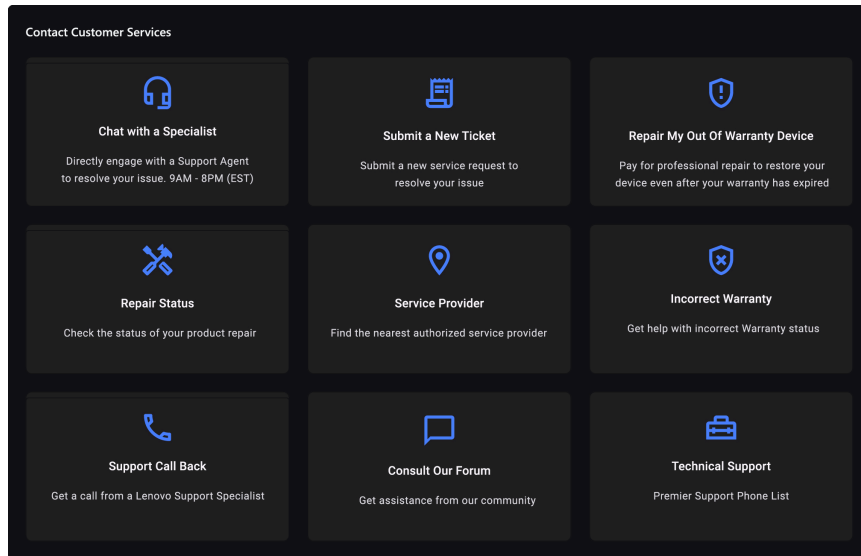 Contact Customer Services
Chat with a Specialist
Directly engage with a Support Agent
to resolve your issue. 9AM - 8PM (EST)
Submit a New Ticket
Submit a new service request to
resolve your issue
Repair My Out Of Warranty Device
Pay for professional repair to restore your
device even after your warranty has expired
Repair Status
Check the status of your product repair
Service Provider
Find the nearest authorized service provider
Incorrect Warranty
Get help with incorrect Warranty status
Support Call Back
Get a call from a Lenovo Support Specialist
Consult Our Forum
Get assistance from our community
Technical Support
Premier Support Phone List